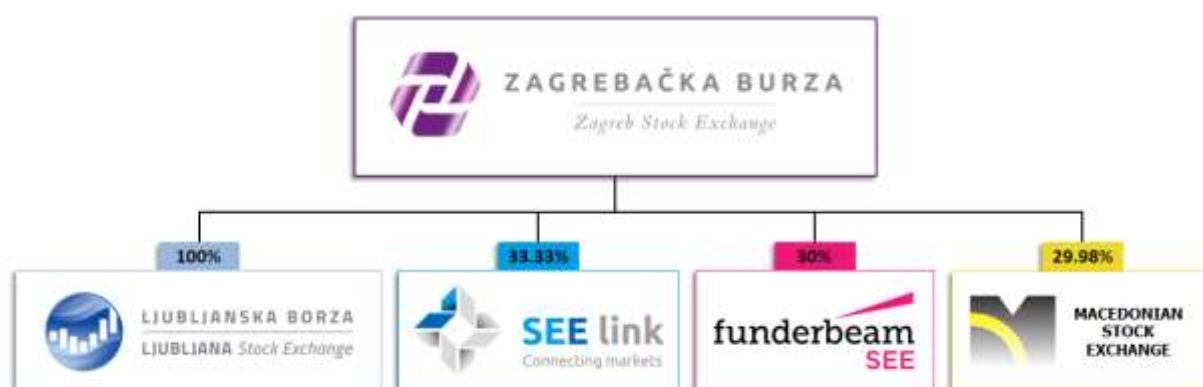 ZAGREBAČKA BURZA
Zagreb Stock Exchange
100%
33.33%
30%
29.98%
LJUBLJANSKA BORZA
LJUBLJANA Stock Exchange
SEE link
Connecting markets
funderbeam
SEE
MACEDONIAN
STOCK
EXCHANGE